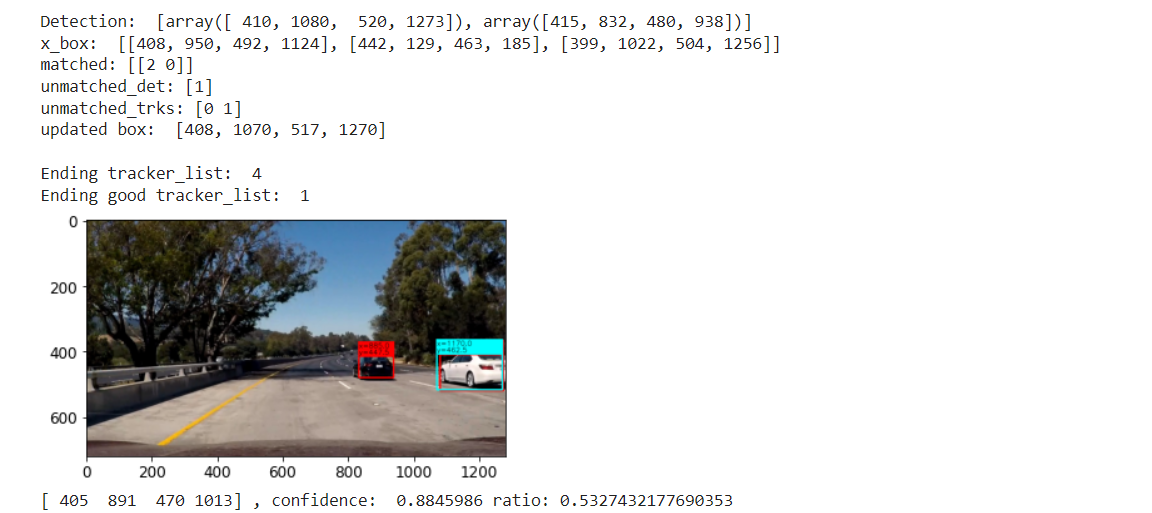 Detection:  [array([ 410, 1080,  520, 1273]), array([415, 832, 480, 938])]
x_box:  [[408, 950, 492, 1124], [442, 129, 463, 185], [399, 1022, 504, 1256]]
matched: [[2 0]]
unmatched_det: [1]
unmatched_trks: [0 1]
updated box:  [408, 1070, 517, 1270]
Ending tracker_list:  4
Ending good tracker_list:  1
0
200
400
600
x=1170.0
y=462.5
0 200 400 600 800 1000 1200
[ 405  891  470 1013] , confidence:  0.8845986 ratio: 0.5327432177690353